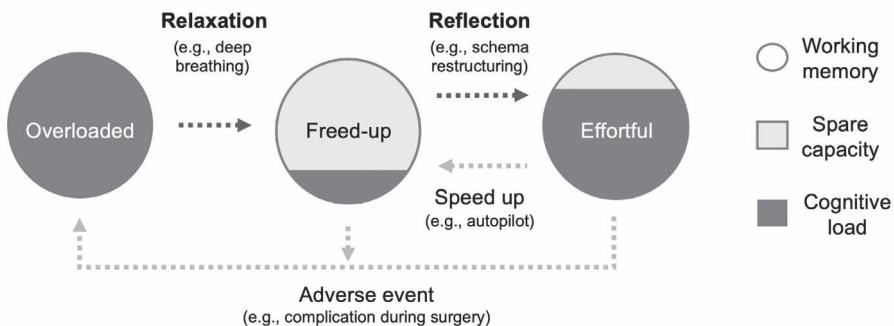 Relaxation
(e.g., deep
breathing)
Reflection
(e.g., schema
restructuring)
Overloaded
Freed-up
Effortful
Speed up
(e.g., autopilot)
Adverse event
(e.g., complication during surgery)
Working
memory
Spare
capacity
Cognitive
load